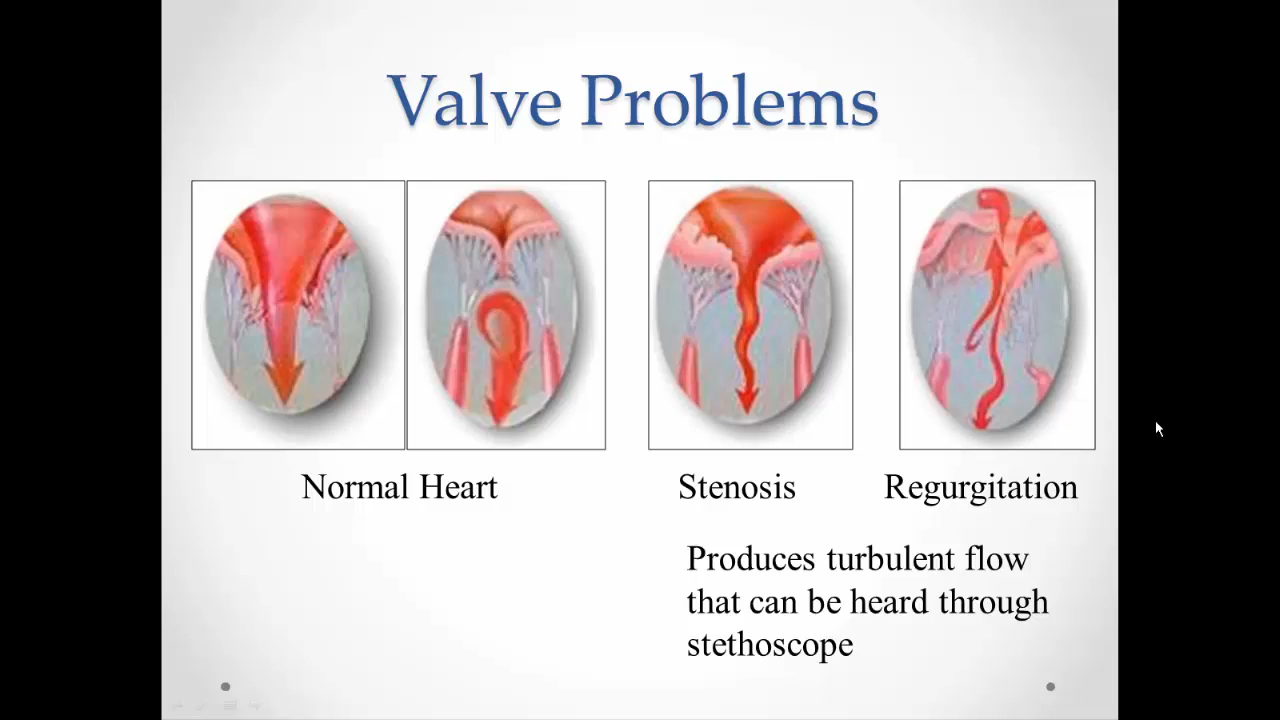 Valve Problems
Normal Heart
Stenosis
Regurgitation
Produces turbulent flow
that can be heard through
stethoscope